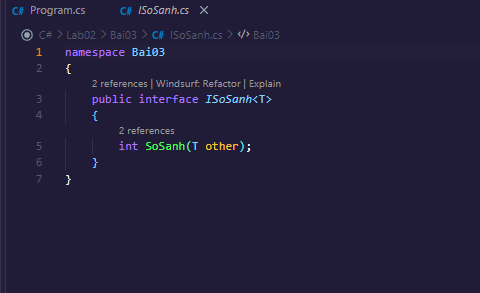 C# Program.cs C# ISoSanh.cs ×
C# > Lab02 > Bai03 > C# ISoSanh.cs > </> Bai03
1 namespace Bai03
2 {
2 references | Windsurf: Refactor | Explain
3 public interface ISoSanh<T>
4 {
2 references
5 int SoSanh(T other);
6 }
7 }